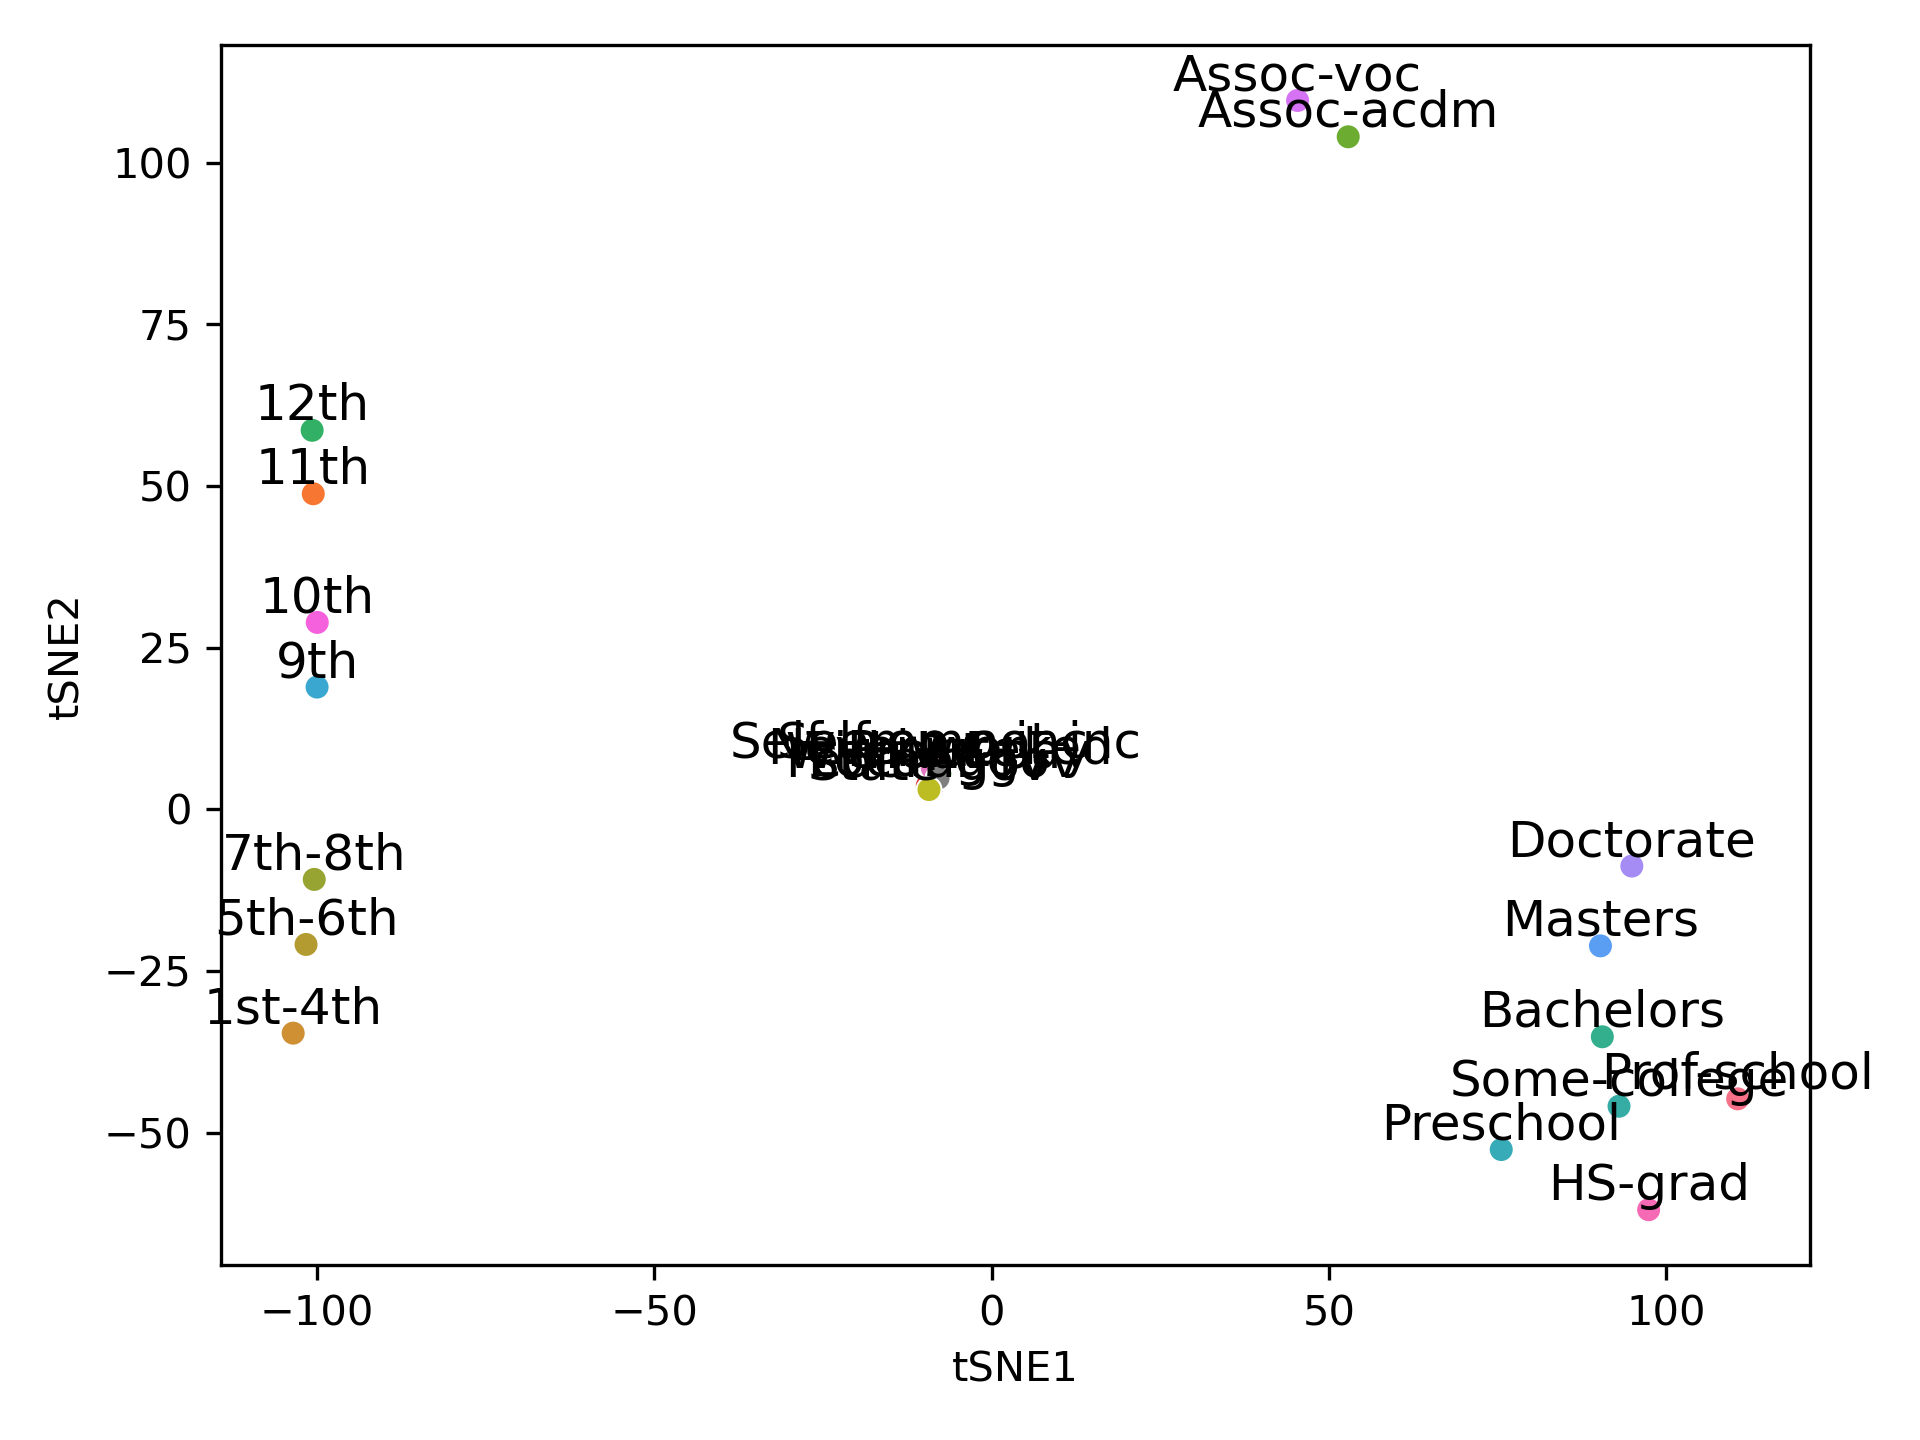 Assoc-voc
Assoc-acdm
100
75
12th
50
11th
10th
25
9th
tSNE2
0
7th-8th
Doctorate
5th-6th
Masters
−25
1st-4th
Bachelors
Prof-school
Some-college
Preschool
−50
HS-grad
−100
−50
0
50
100
tSNE1